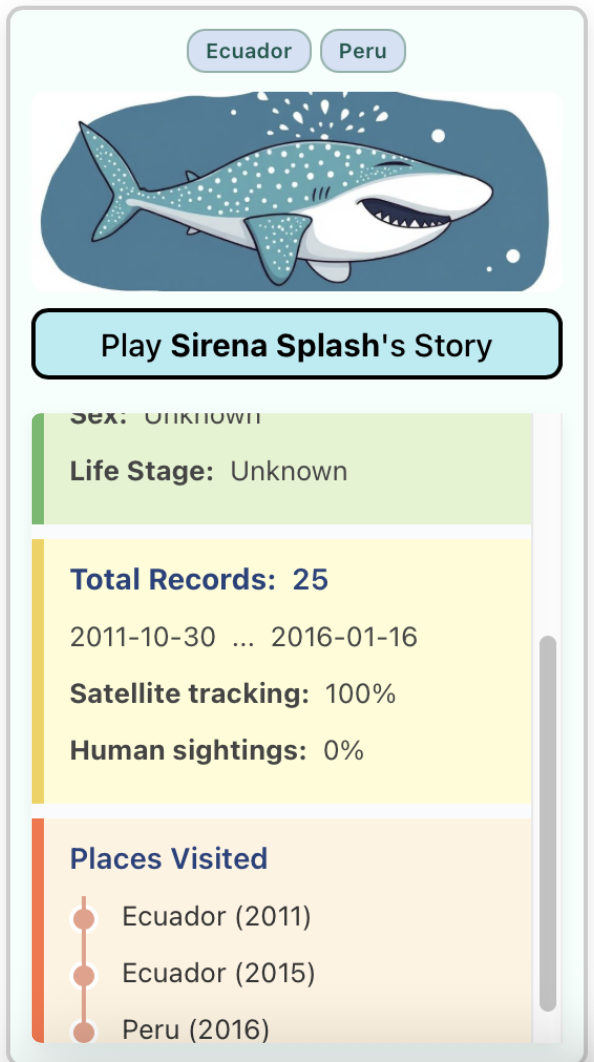 Ecuador Peru
Play Sirena Splash's Story
Sex: Unknown
Life Stage: Unknown
Total Records: 25
2011-10-30 ... 2016-01-16
Satellite tracking: 100%
Human sightings: 0%
Places Visited
Ecuador (2011)
Ecuador (2015)
Peru (2016)